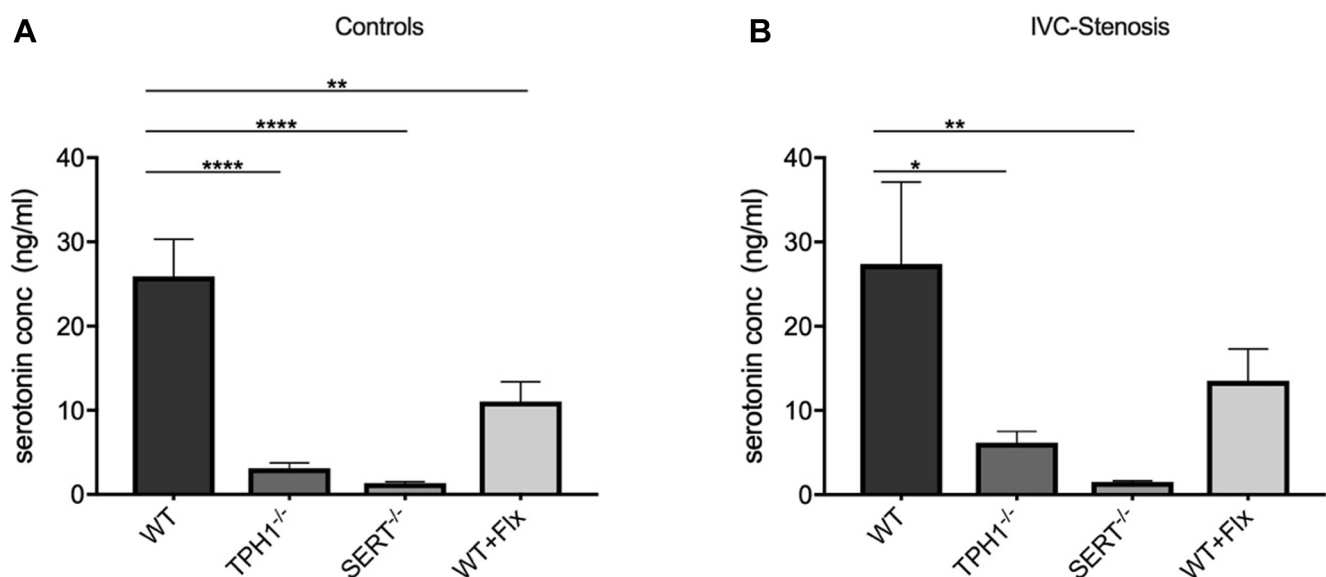 A
Controls
**
****
****
serotonin conc (ng/ml)
40
30
20
10
0
WT
TPH1-/-
SERT-/-
WT+Flx
B
IVC-Stenosis
**
*
serotonin conc (ng/ml)
40
30
20
10
0
WT
TPH1-/-
SERT-/-
WT+Flx